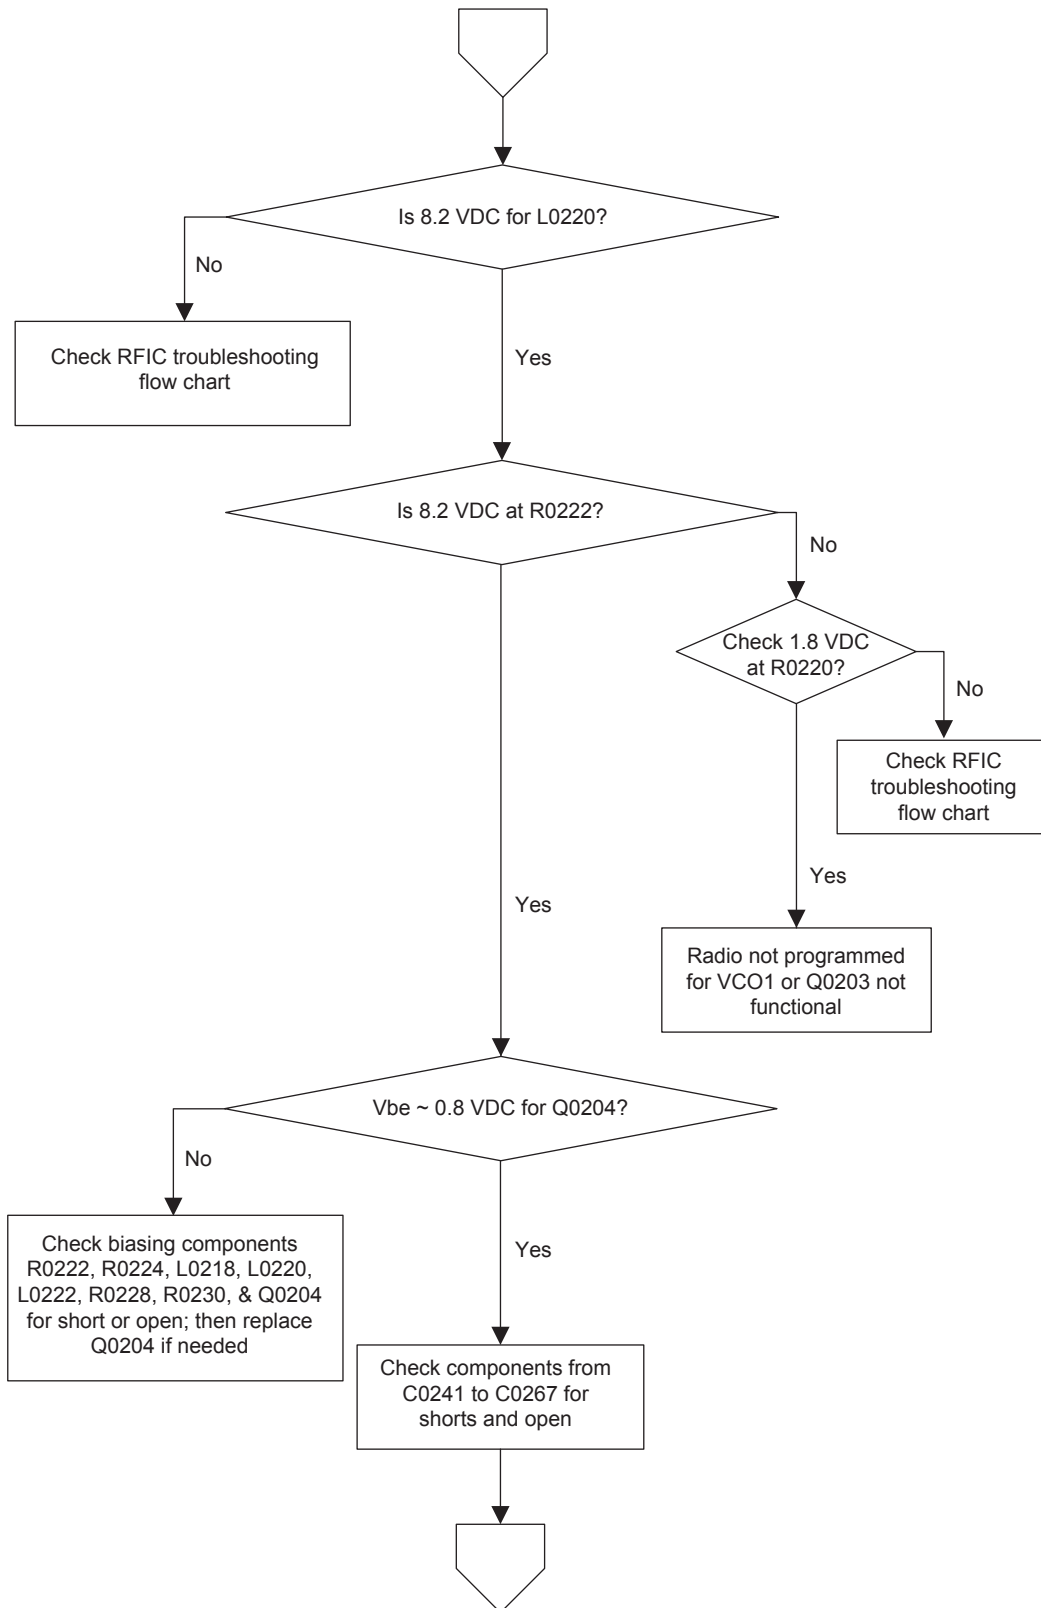 Is 8.2 VDC for L0220?
No
Check RFIC troubleshooting
flow chart
Yes
Is 8.2 VDC at R0222?
No
Check 1.8 VDC
at R0220?
No
Check RFIC
troubleshooting
flow chart
Yes
Radio not programmed
for VCO1 or Q0203 not
functional
Yes
Vbe ~ 0.8 VDC for Q0204?
No
Check biasing components
R0222, R0224, L0218, L0220,
L0222, R0228, R0230, & Q0204
for short or open; then replace
Q0204 if needed
Yes
Check components from
C0241 to C0267 for
shorts and open